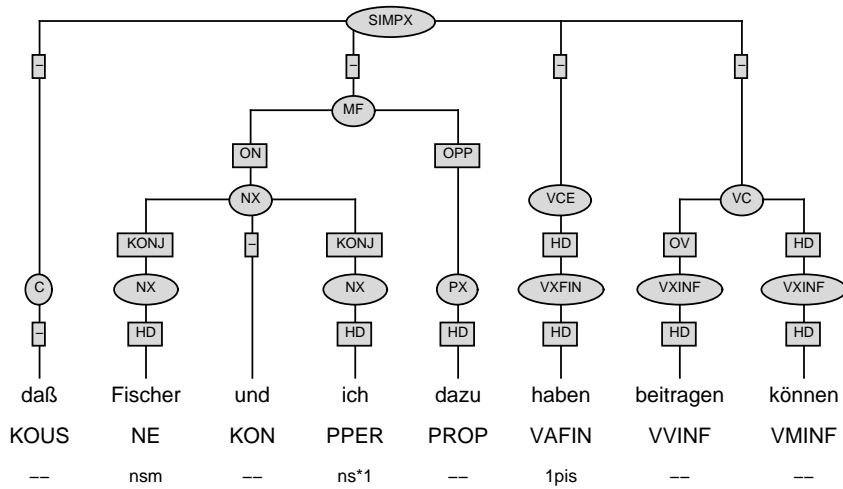 SIMPX
– – – –
MF
ON OPP
NX VCE VC
KONJ – KONJ HD OV HD
C NX NX PX VXFIN VXINF VXINF
– HD HD HD HD HD HD
daß Fischer und ich dazu haben beitragen können
KOUS NE KON PPER PROP VAFIN VVINF VMINF
–– nsm –– ns*1 –– 1pis –– ––